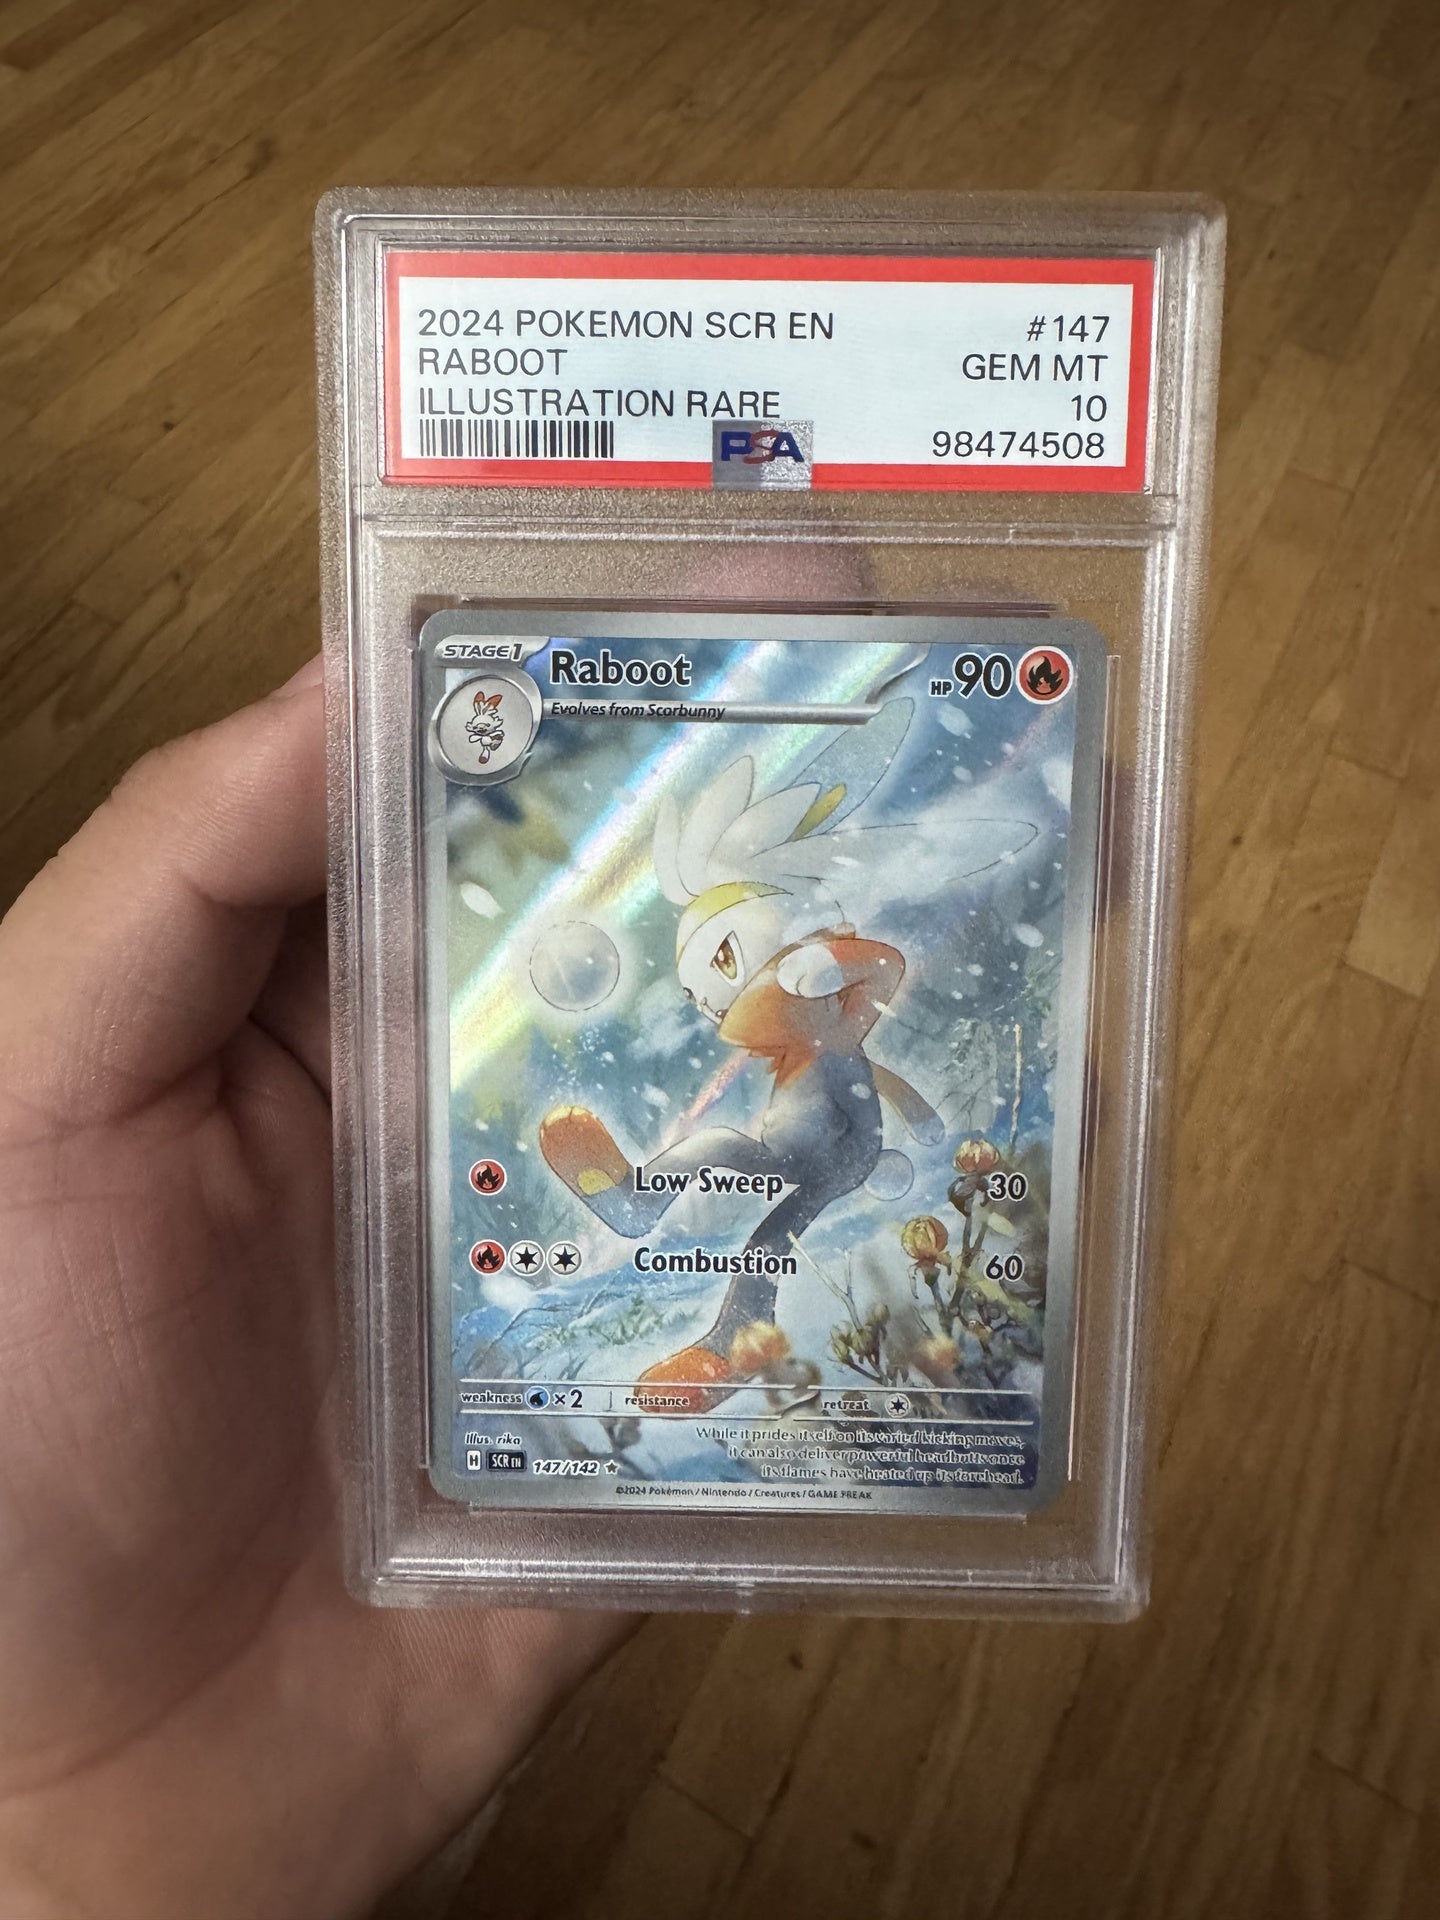 2024 POKEMON SCR EN #147
RABOOT GEM MT
ILLUSTRATION RARE 10
PSA 98474508
STAGE 1 Raboot HP 90
Evolves from Scorbunny
Low Sweep 30
Combustion 60
weakness ×2 resistance retreat
Illus. rika
While it prides itself on its varied kicking moves,
it can also deliver powerful headbutts once
its flames have heated up its forehead.
H SCR EN 147/142 ★
©2024 Pokémon / Nintendo / Creatures / GAME FREAK